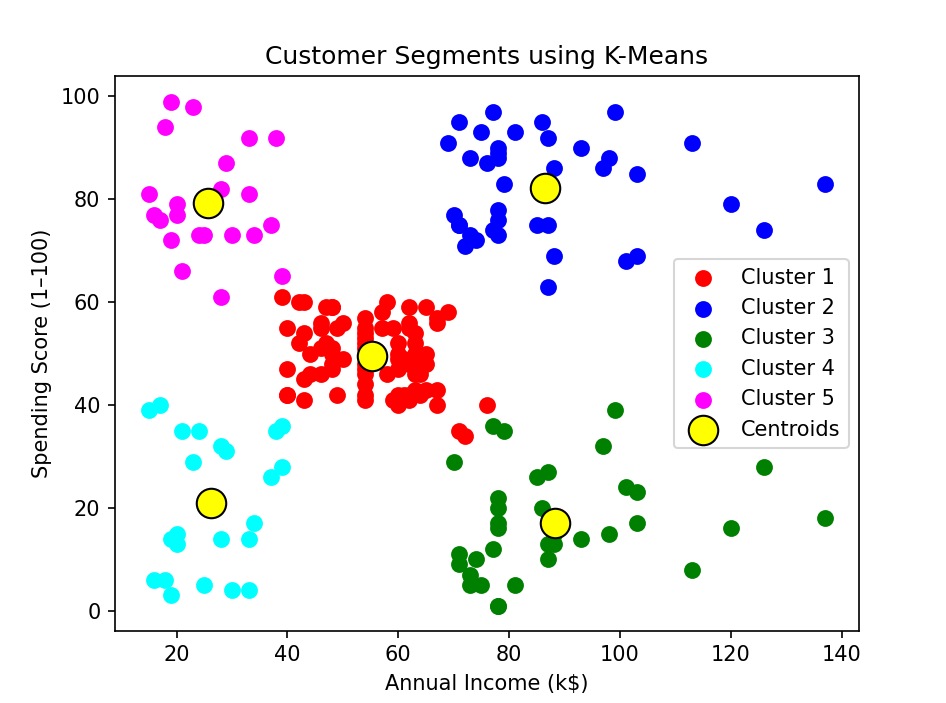 Customer Segments using K-Means
100
80
60
40
20
0
Spending Score (1–100)
Cluster 1
Cluster 2
Cluster 3
Cluster 4
Cluster 5
Centroids
20 40 60 80 100 120 140
Annual Income (k$)